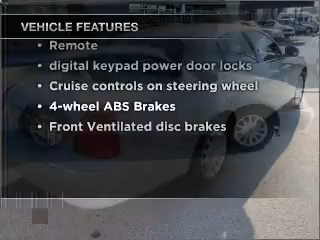 VEHICLE FEATURES
• Remote
• digital keypad power door locks
• Cruise controls on steering wheel
• 4-wheel ABS Brakes
• Front Ventilated disc brakes